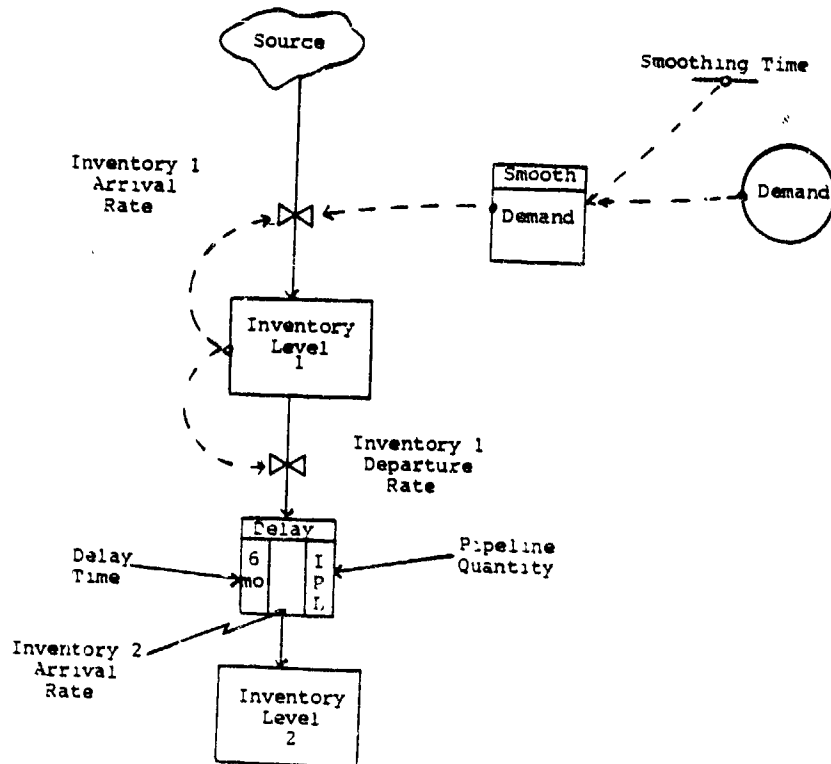 Source
Smoothing Time
Inventory 1
Arrival
Rate
Smooth
Demand
Demand
Inventory
Level
1
Inventory 1
Departure
Rate
Delay
6
mo
I
P
L
Delay
Time
Pipeline
Quantity
Inventory 2
Arrival
Rate
Inventory
Level
2